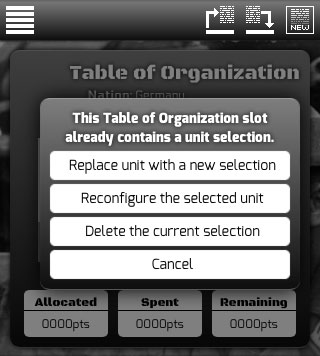 NEW
Table of Organization
Nation: Germany
This Table of Organization slot
already contains a unit selection.
Replace unit with a new selection
Reconfigure the selected unit
Delete the current selection
Cancel
Allocated Spent Remaining
0000pts 0000pts 0000pts